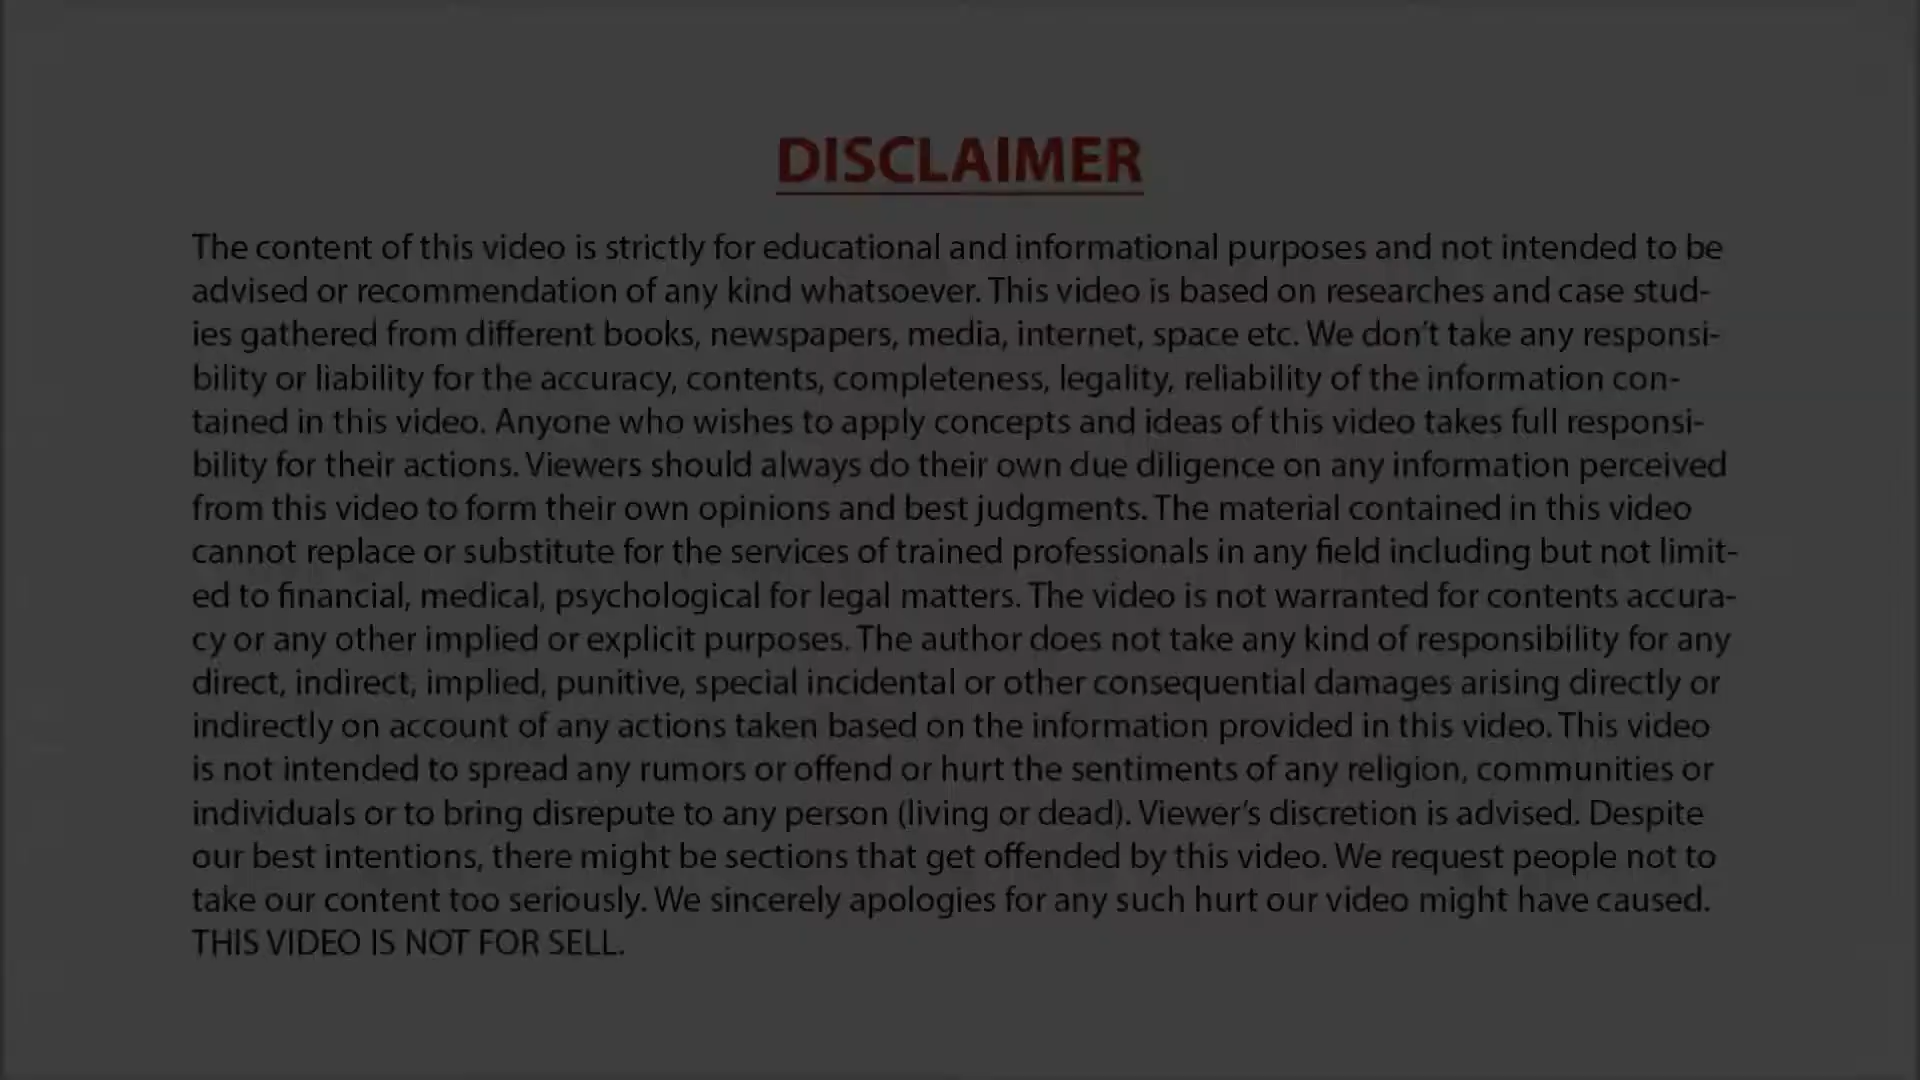 DISCLAIMER
The content of this video is strictly for educational and informational purposes and not intended to be
advised or recommendation of any kind whatsoever. This video is based on researches and case stud-
ies gathered from different books, newspapers, media, internet, space etc. We don't take any responsi-
bility or liability for the accuracy, contents, completeness, legality, reliability of the information con-
tained in this video. Anyone who wishes to apply concepts and ideas of this video takes full responsi-
bility for their actions. Viewers should always do their own due diligence on any information perceived
from this video to form their own opinions and best judgments. The material contained in this video
cannot replace or substitute for the services of trained professionals in any field including but not limit-
ed to financial, medical, psychological for legal matters. The video is not warranted for contents accura-
cy or any other implied or explicit purposes. The author does not take any kind of responsibility for any
direct, indirect, implied, punitive, special incidental or other consequential damages arising directly or
indirectly on account of any actions taken based on the information provided in this video. This video
is not intended to spread any rumors or offend or hurt the sentiments of any religion, communities or
individuals or to bring disrepute to any person (living or dead). Viewer's discretion is advised. Despite
our best intentions, there might be sections that get offended by this video. We request people not to
take our content too seriously. We sincerely apologies for any such hurt our video might have caused.
THIS VIDEO IS NOT FOR SELL.